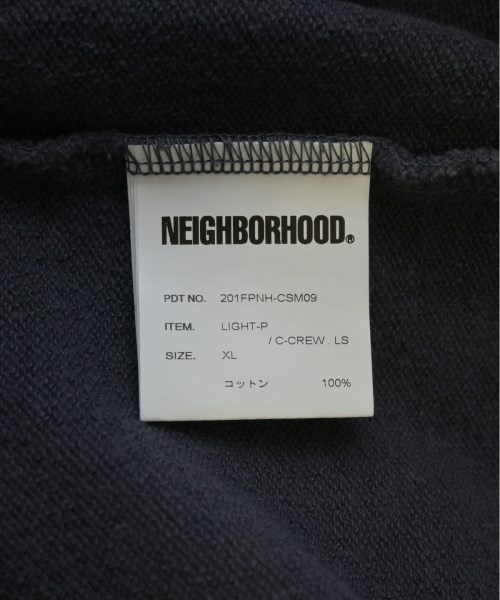 NEIGHBORHOOD®
PDT NO. 201FPNH-CSM09
ITEM. LIGHT-P
/ C-CREW . LS
SIZE. XL
コットン 100%